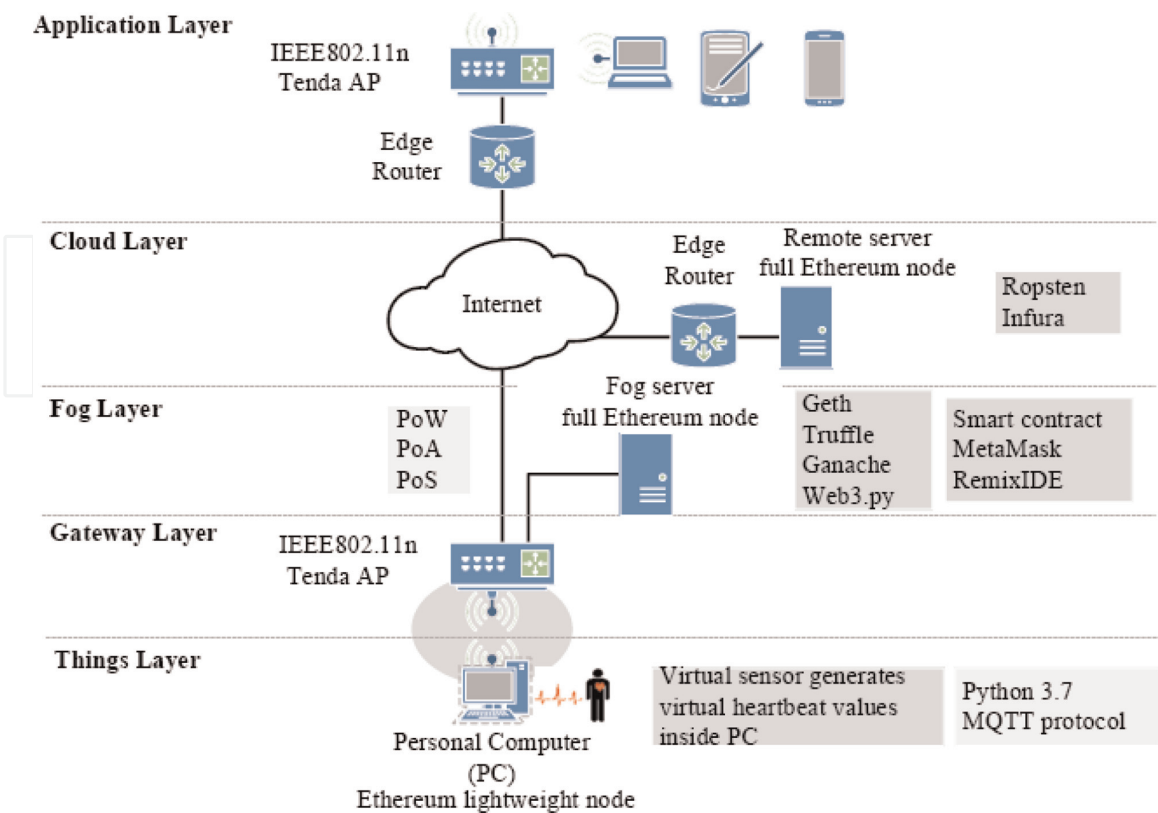 Application Layer
IEEE802.11n
Tenda AP
Edge
Router
Cloud Layer
Internet
Edge
Router
Remote server
full Ethereum node
Ropsten
Infura
Fog Layer
PoW
PoA
PoS
Fog server
full Ethereum node
Geth
Truffle
Ganache
Web3.py
Smart contract
MetaMask
RemixIDE
Gateway Layer
IEEE802.11n
Tenda AP
Things Layer
Personal Computer
(PC)
Ethereum lightweight node
Virtual sensor generates
virtual heartbeat values
inside PC
Python 3.7
MQTT protocol